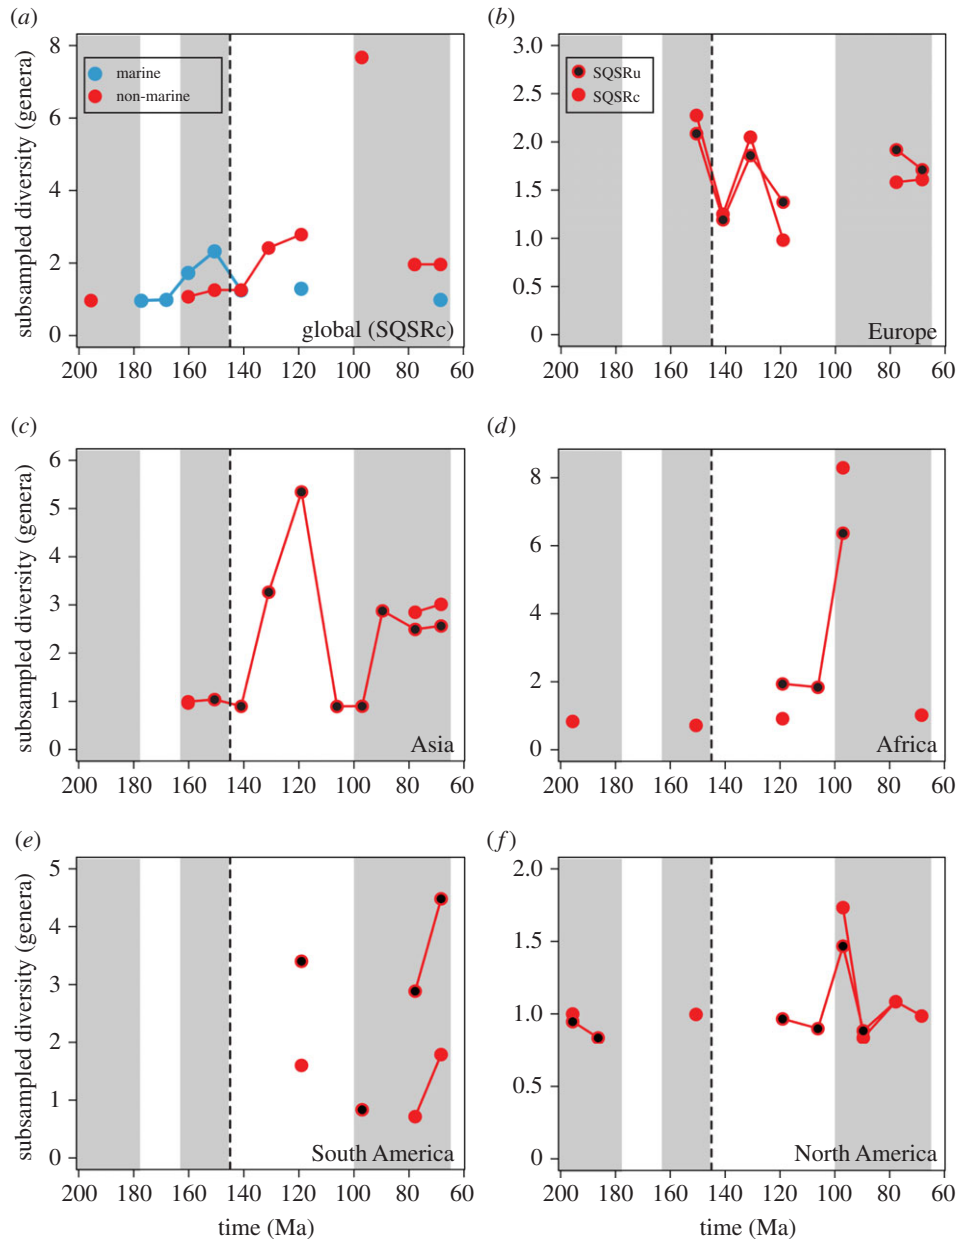 (a)
subsampled diversity (genera)
8
6
4
2
0
marine
non-marine
global (SQSRc)
200 180 160 140 120 100 80 60
(b)
3.0
2.5
2.0
1.5
1.0
0.5
0
SQSRu
SQSRc
Europe
200 180 160 140 120 100 80 60
(c)
subsampled diversity (genera)
6
5
4
3
2
1
0
Asia
200 180 160 140 120 100 80 60
(d)
8
6
4
2
0
Africa
200 180 160 140 120 100 80 60
(e)
subsampled diversity (genera)
5
4
3
2
1
0
South America
200 180 160 140 120 100 80 60
time (Ma)
(f)
2.0
1.5
1.0
0.5
0
North America
200 180 160 140 120 100 80 60
time (Ma)